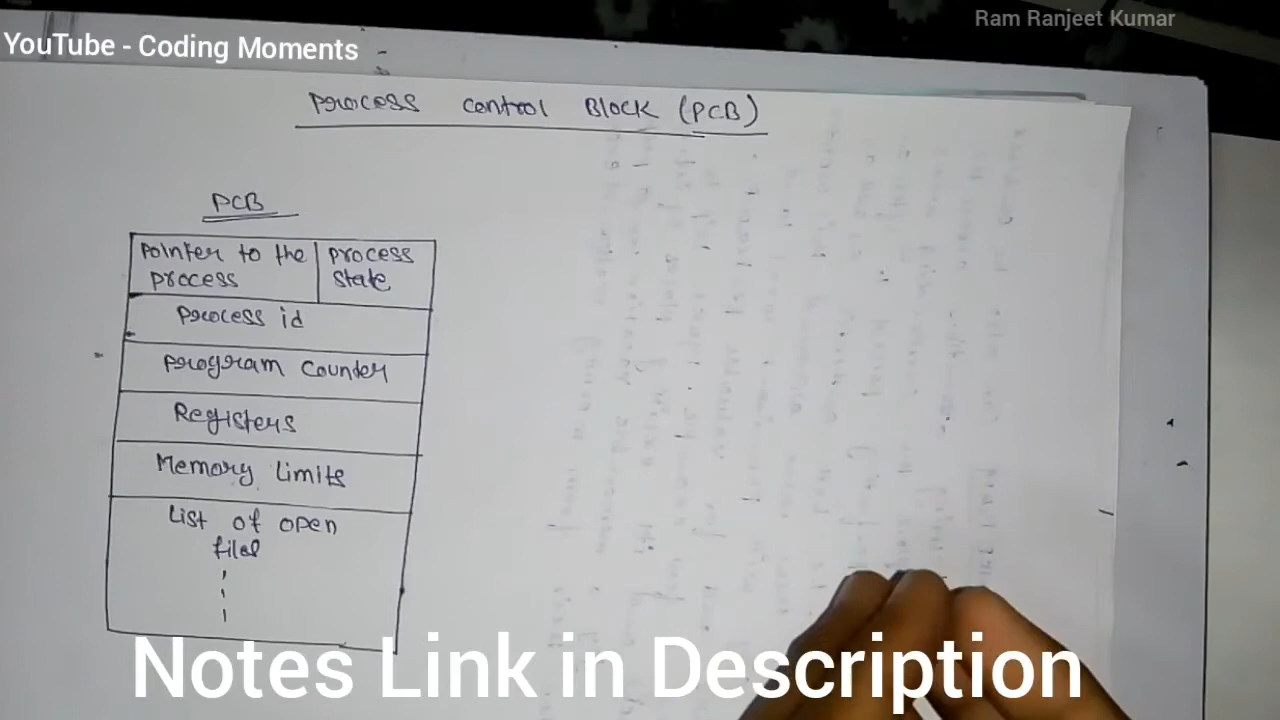 Ram Ranjeet Kumar
YouTube - Coding Moments
Process Control Block (PCB)
PCB
Pointer to the process
Process state
Process id
Program Counter
Registers
Memory Limits
List of open
files
Notes Link in Description